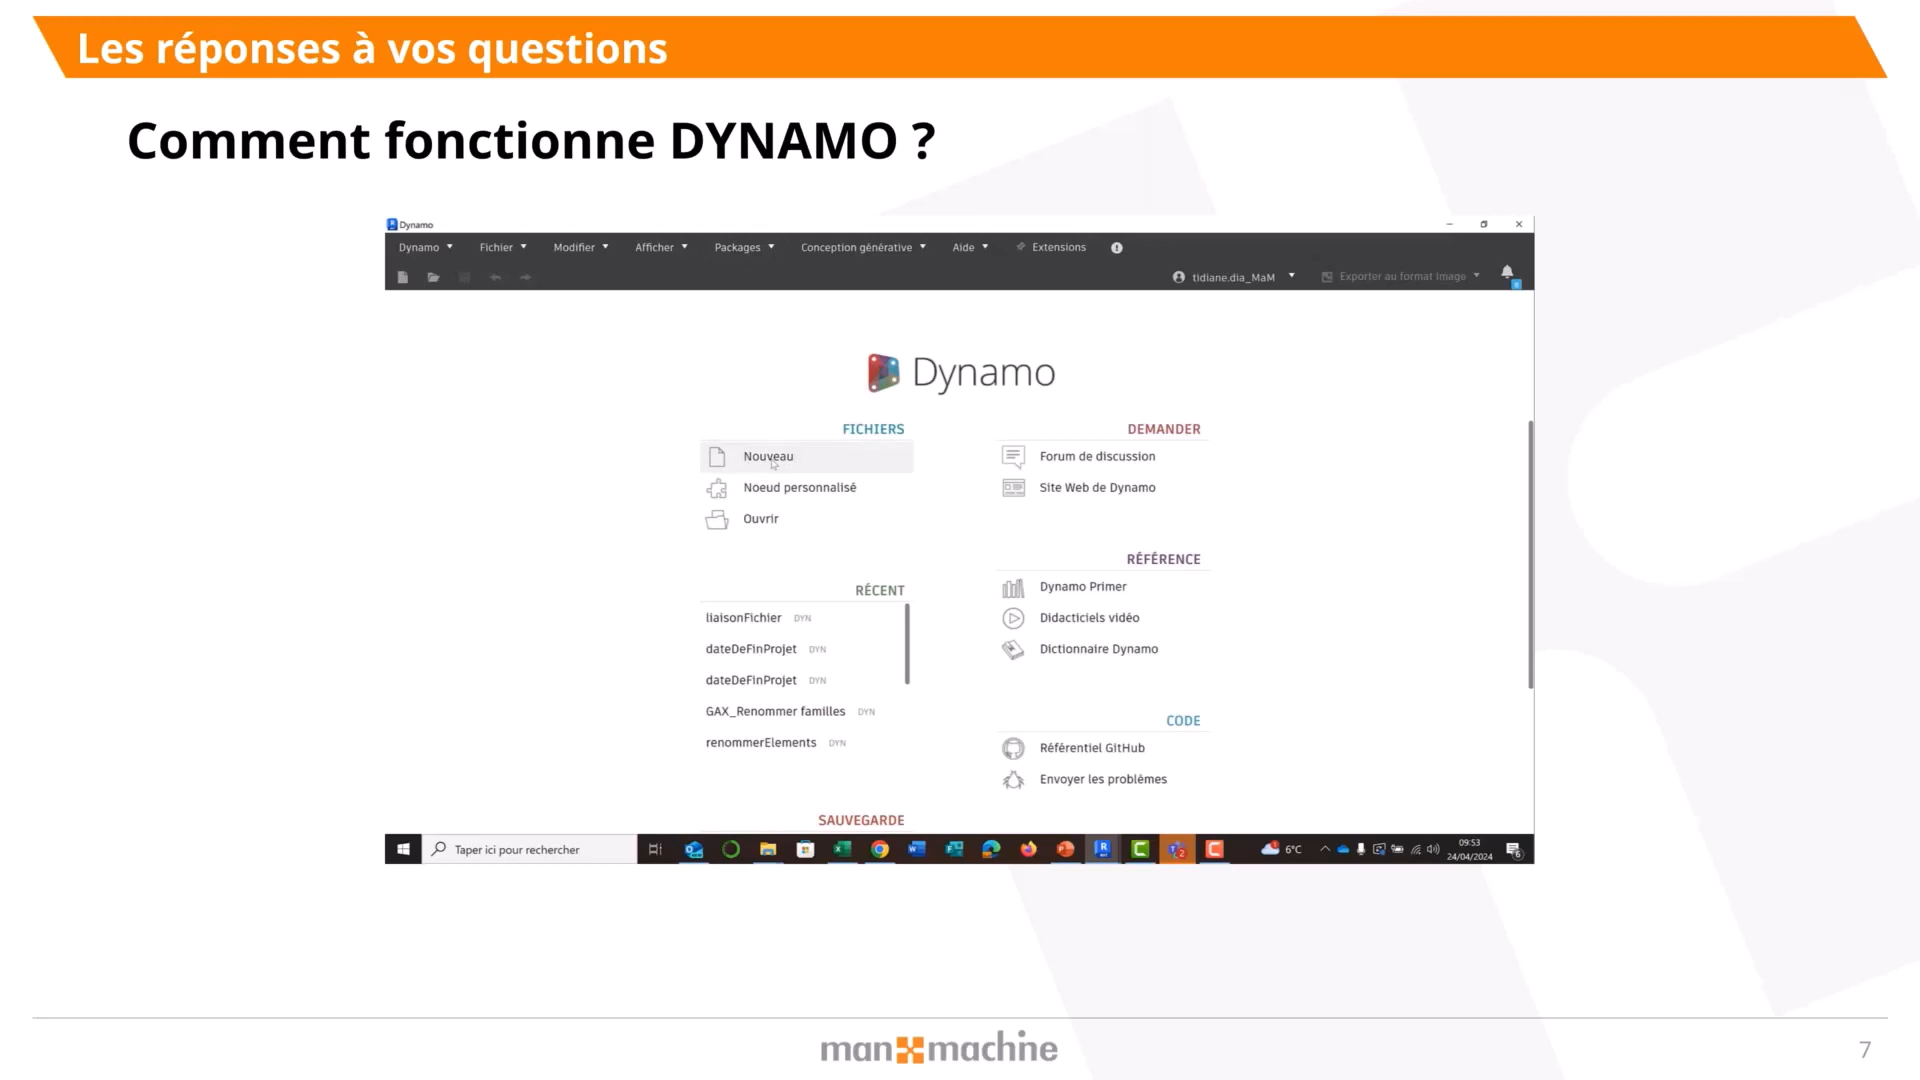 Les réponses à vos questions
Comment fonctionne DYNAMO ?
Dynamo
Dynamo Fichier Modifier Afficher Packages Conception générative Aide Extensions
tidiane.dia_MaM Exporter au format Image
Dynamo
FICHIERS
Nouveau
Noeud personnalisé
Ouvrir
RÉCENT
liaisonFichier DYN
dateDeFinProjet DYN
dateDeFinProjet DYN
GAX_Renommer familles DYN
renommerElements DYN
SAUVEGARDE
DEMANDER
Forum de discussion
Site Web de Dynamo
RÉFÉRENCE
Dynamo Primer
Didacticiels vidéo
Dictionnaire Dynamo
CODE
Référentiel GitHub
Envoyer les problèmes
Taper ici pour rechercher
6°C
09:53
24/04/2024
man machine
7